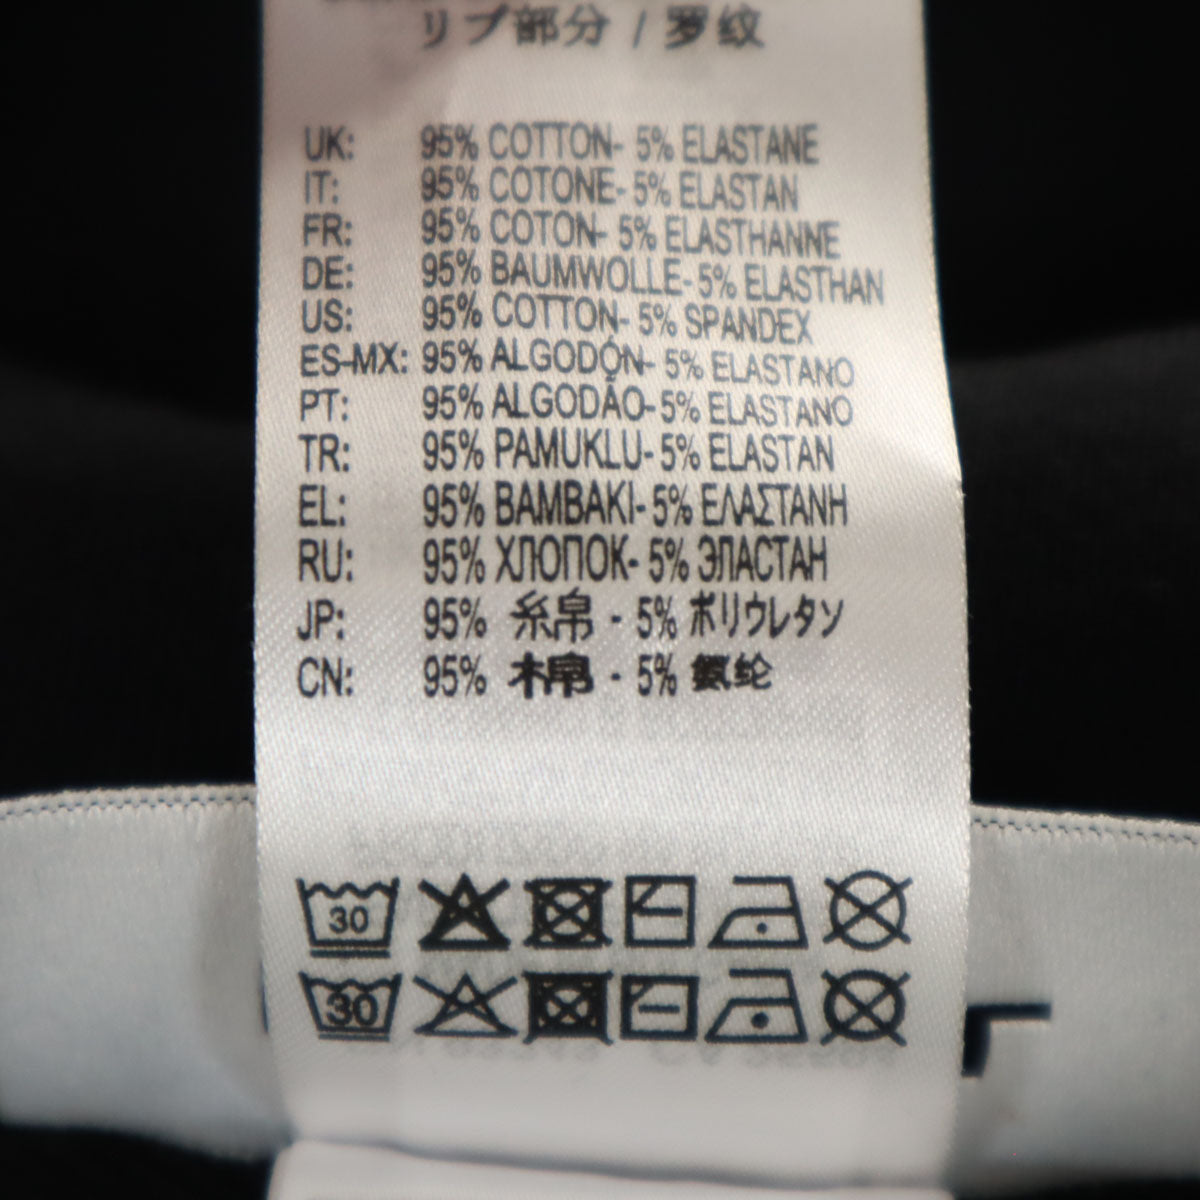 リブ部分 / 罗纹
UK: 95% COTTON- 5% ELASTANE
IT: 95% COTONE- 5% ELASTAN
FR: 95% COTON- 5% ELASTHANNE
DE: 95% BAUMWOLLE- 5% ELASTHAN
US: 95% COTTON- 5% SPANDEX
ES-MX: 95% ALGODÓN- 5% ELASTANO
PT: 95% ALGODÃO- 5% ELASTANO
TR: 95% PAMUKLU- 5% ELASTAN
EL: 95% BAMBAKI- 5% ΕΛΑΣΤΑΝΗ
RU: 95% ХЛОПОК- 5% ЭЛАСТАН
JP: 95% 糸帛 - 5% ポリウレタン
CN: 95% 棉 - 5% 氨纶
30
30